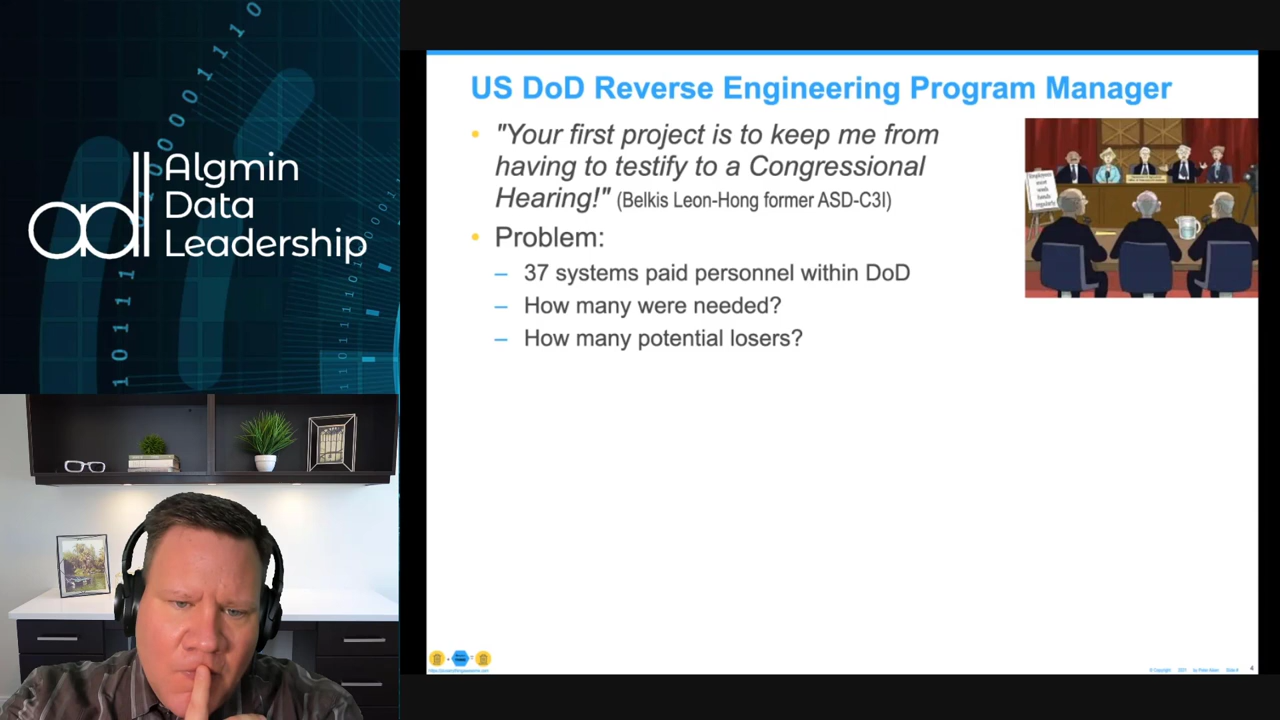 Algmin
Data
Leadership
US DoD Reverse Engineering Program Manager
• "Your first project is to keep me from
having to testify to a Congressional
Hearing!" (Belkis Leon-Hong former ASD-C3I)
• Problem:
– 37 systems paid personnel within DoD
– How many were needed?
– How many potential losers?
4